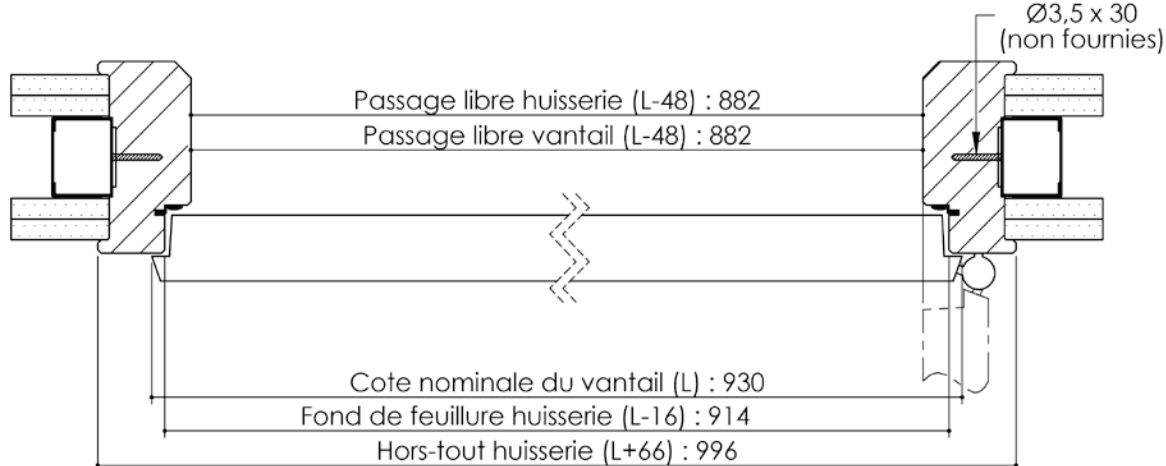 Ø3,5 x 30
(non fournies)
Passage libre huisserie (L-48) : 882
Passage libre vantail (L-48) : 882
Cote nominale du vantail (L) : 930
Fond de feuillure huisserie (L-16) : 914
Hors-tout huisserie (L+66) : 996